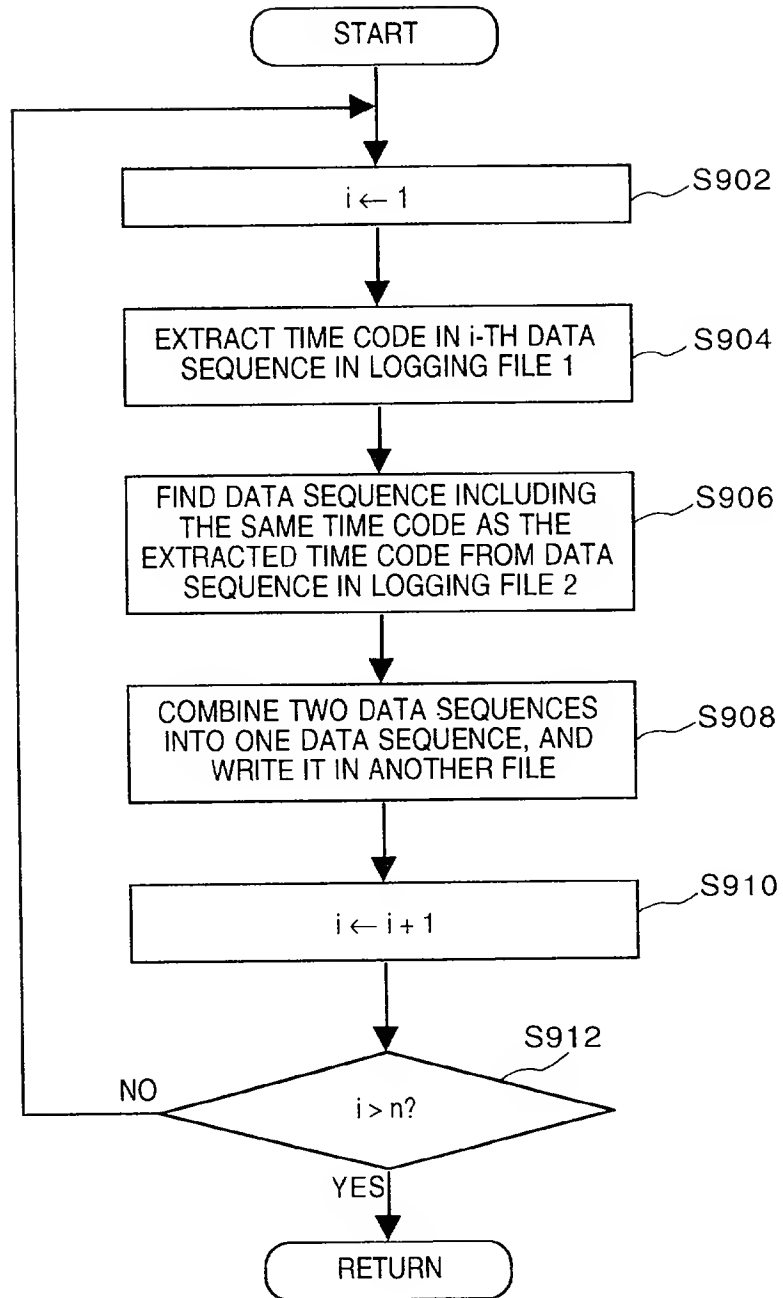 START
i ← 1
S902
EXTRACT TIME CODE IN i-TH DATA
SEQUENCE IN LOGGING FILE 1
S904
FIND DATA SEQUENCE INCLUDING
THE SAME TIME CODE AS THE
EXTRACTED TIME CODE FROM DATA
SEQUENCE IN LOGGING FILE 2
S906
COMBINE TWO DATA SEQUENCES
INTO ONE DATA SEQUENCE, AND
WRITE IT IN ANOTHER FILE
S908
i ← i + 1
S910
S912
NO
i > n?
YES
RETURN